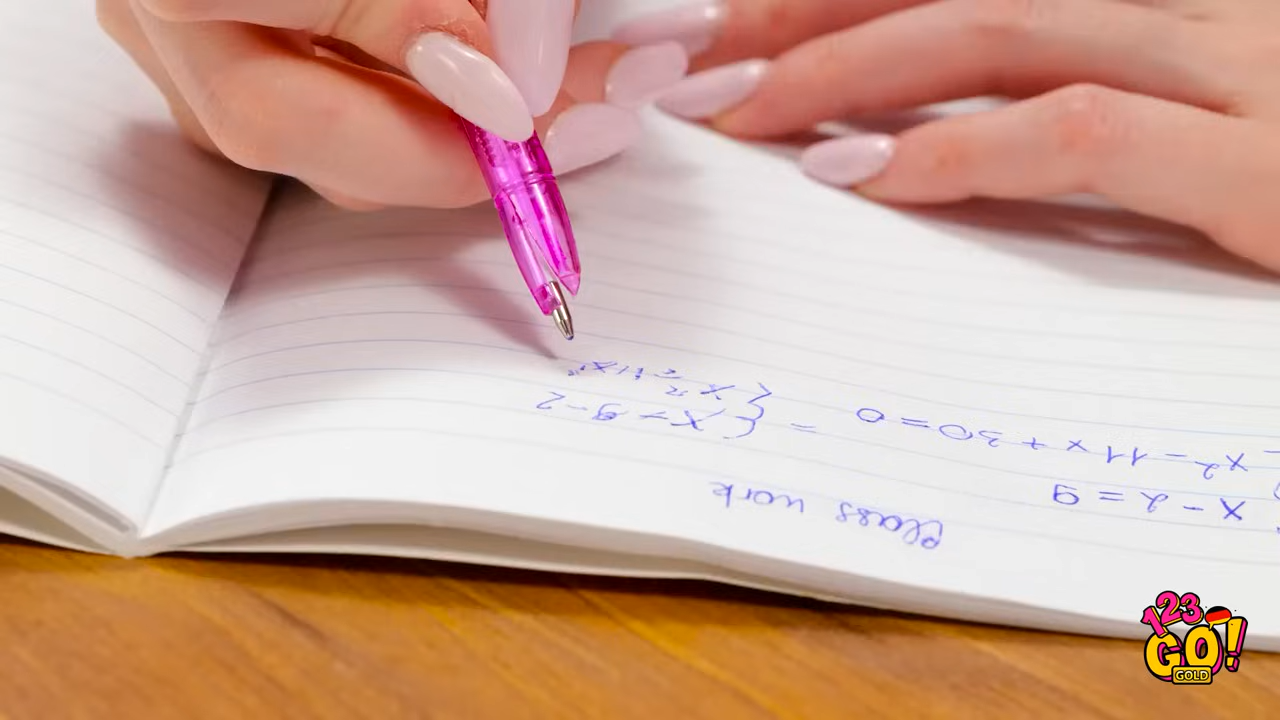 Class work
x - 2 = 9
x² - 11x + 30 = 0 =
123
GO!
GOLD